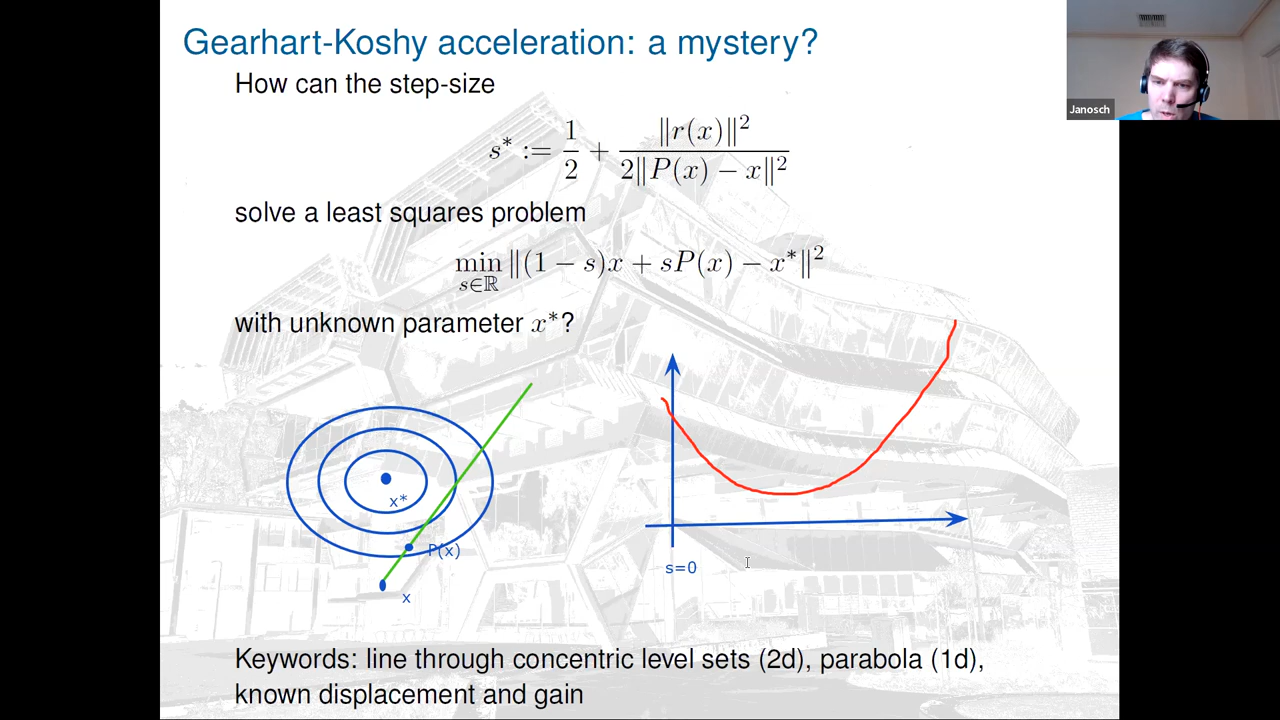 Gearhart-Koshy acceleration: a mystery?
How can the step-size
s* := 1/2 + ‖r(x)‖² / 2‖P(x) − x‖²
solve a least squares problem
min s∈ℝ ‖(1 − s)x + sP(x) − x*‖²
with unknown parameter x*?
x*
P(x)
x
s=0
Keywords: line through concentric level sets (2d), parabola (1d),
known displacement and gain
Janosch